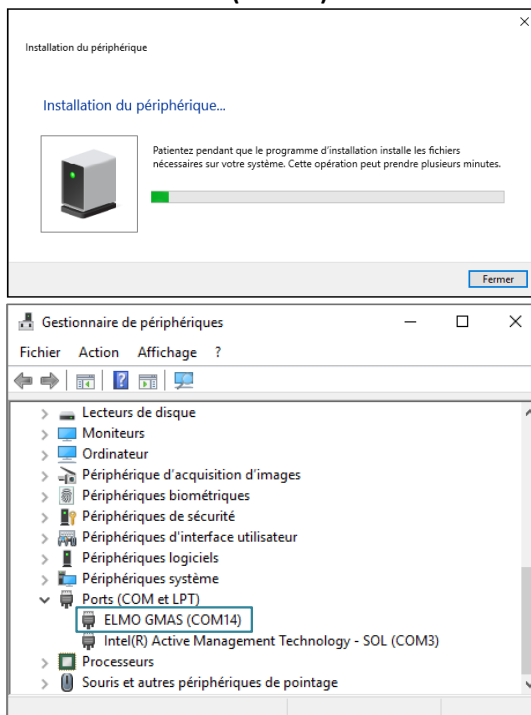 Installation du périphérique
Installation du périphérique...
Patientez pendant que le programme d'installation installe les fichiers
nécessaires sur votre système. Cette opération peut prendre plusieurs minutes.
Fermer
Gestionnaire de périphériques
Fichier Action Affichage ?
Lecteurs de disque
Moniteurs
Ordinateur
Périphérique d'acquisition d'images
Périphériques biométriques
Périphériques de sécurité
Périphériques d'interface utilisateur
Périphériques logiciels
Périphériques système
Ports (COM et LPT)
ELMO GMAS (COM14)
Intel(R) Active Management Technology - SOL (COM3)
Processeurs
Souris et autres périphériques de pointage